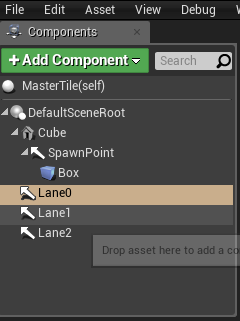 File Edit Asset View Debug
Components
+ Add Component
Search
MasterTile(self)
DefaultSceneRoot
Cube
SpawnPoint
Box
Lane0
Lane1
Lane2
Drop asset here to add a